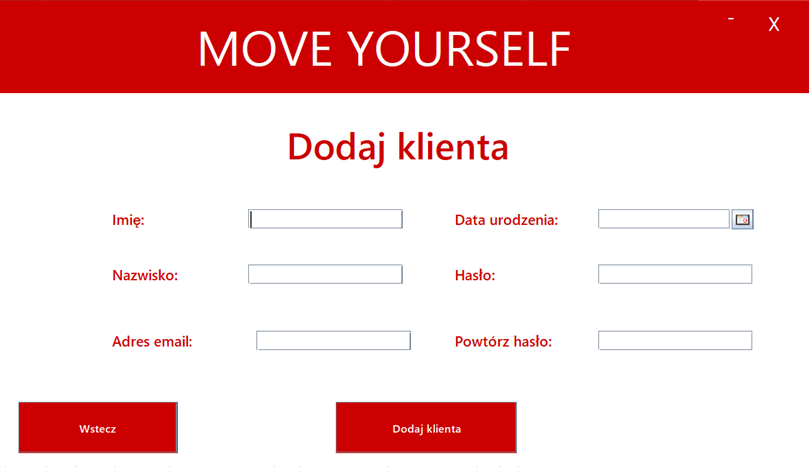 - X
MOVE YOURSELF
Dodaj klienta
Imię: Data urodzenia:
Nazwisko: Hasło:
Adres email: Powtórz hasło:
Wstecz Dodaj klienta